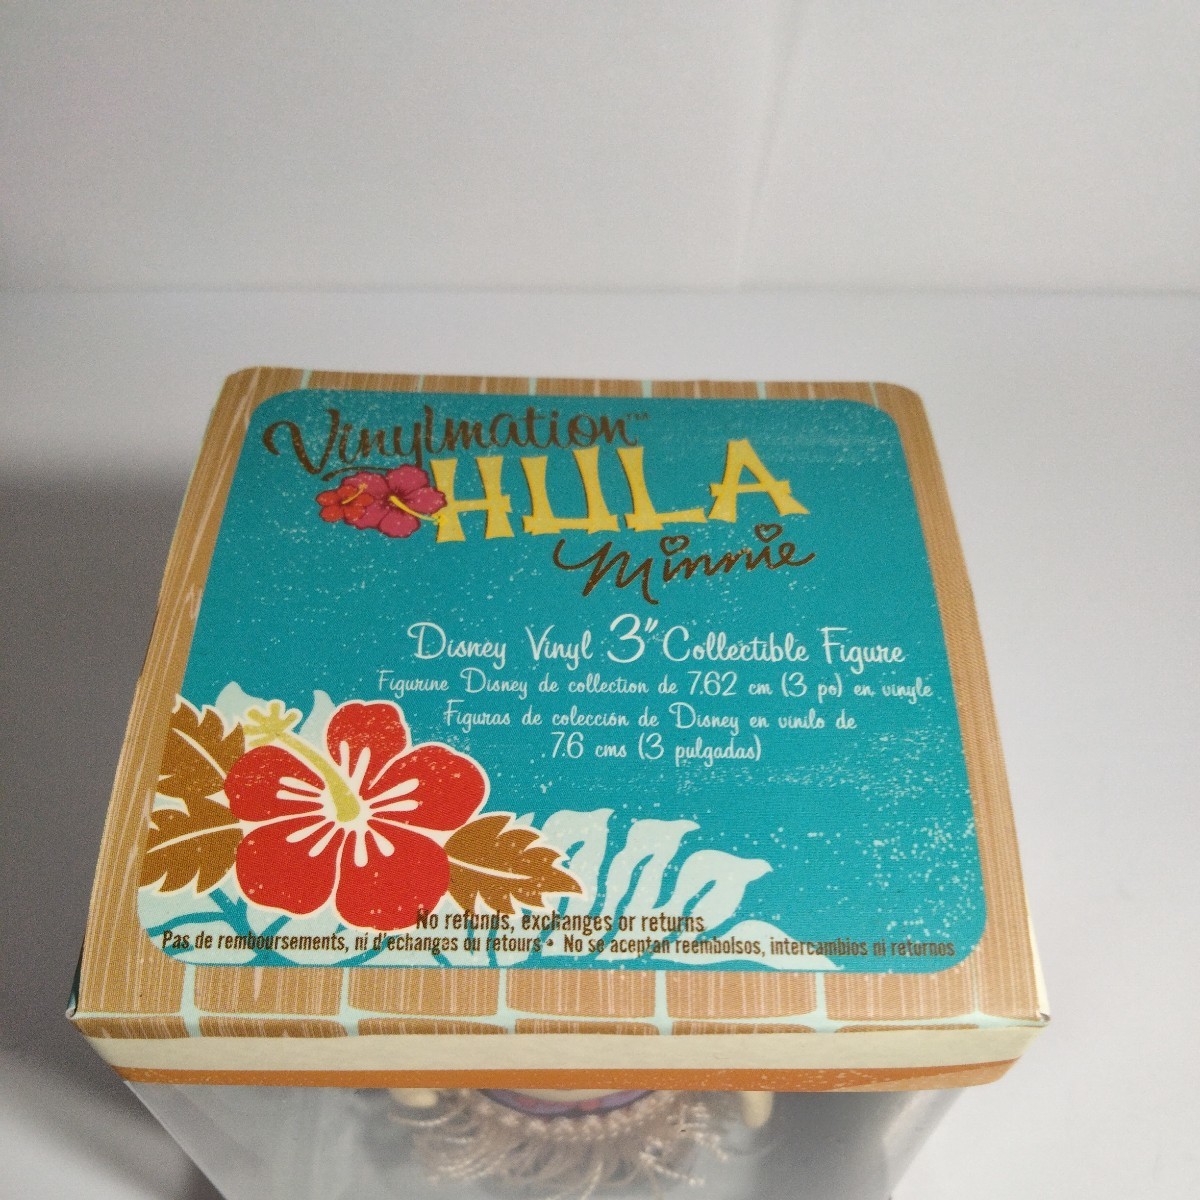 Vinylmation™
HULA
Minnie
Disney Vinyl 3" Collectible Figure
Figurine Disney de collection de 7.62 cm (3 po) en vinyle
Figuras de colección de Disney en vinilo de
7.6 cms (3 pulgadas)
No refunds, exchanges or returns
Pas de remboursements, ni d'echanges ou retours • No se aceptan reembolsos, intercambios ni retornos